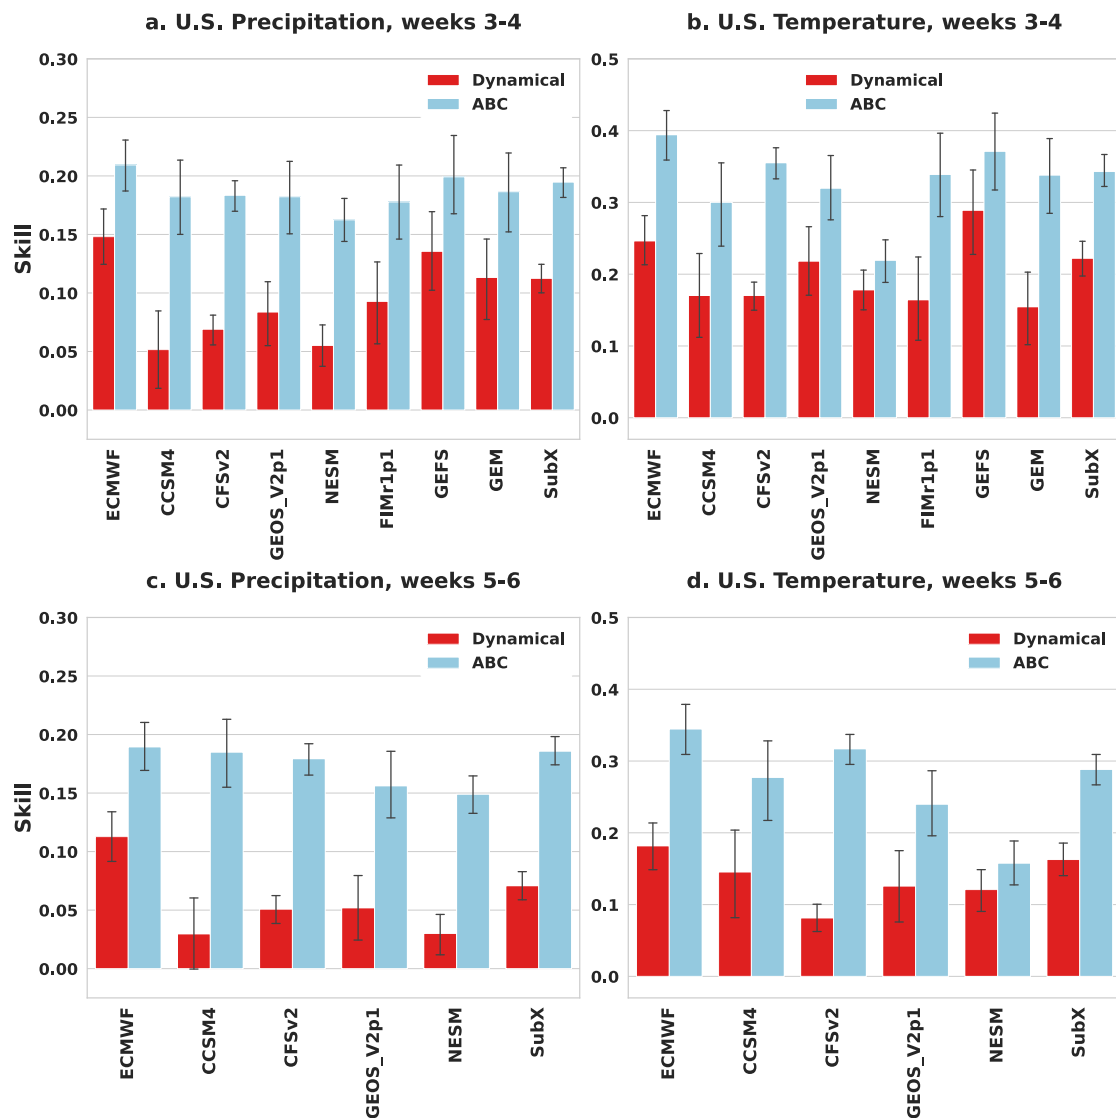 a. U.S. Precipitation, weeks 3-4
0.30
0.25
0.20
0.15
0.10
0.05
0.00
Skill
Dynamical
ABC
ECMWF
CCSM4
CFSv2
GEOS_V2p1
NESM
FIMr1p1
GEFS
GEM
SubX
b. U.S. Temperature, weeks 3-4
0.5
0.4
0.3
0.2
0.1
0.0
Dynamical
ABC
ECMWF
CCSM4
CFSv2
GEOS_V2p1
NESM
FIMr1p1
GEFS
GEM
SubX
c. U.S. Precipitation, weeks 5-6
0.30
0.25
0.20
0.15
0.10
0.05
0.00
Skill
Dynamical
ABC
ECMWF
CCSM4
CFSv2
GEOS_V2p1
NESM
SubX
d. U.S. Temperature, weeks 5-6
0.5
0.4
0.3
0.2
0.1
0.0
Dynamical
ABC
ECMWF
CCSM4
CFSv2
GEOS_V2p1
NESM
SubX